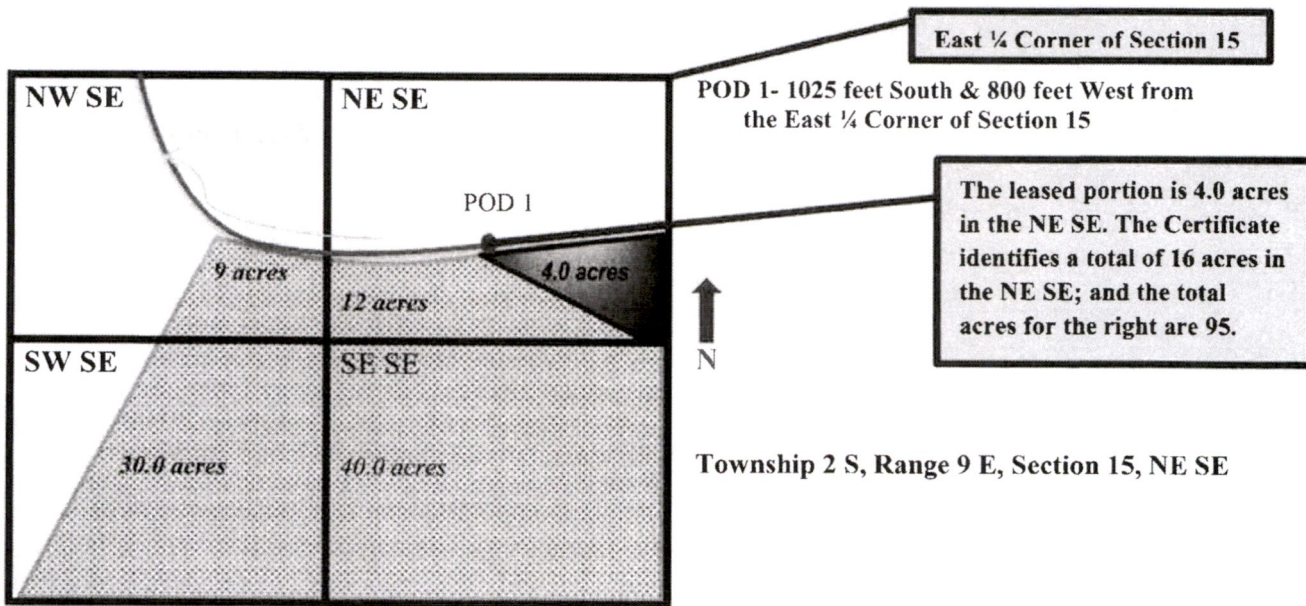 East ¼ Corner of Section 15
NW SE
NE SE
POD 1- 1025 feet South & 800 feet West from
the East ¼ Corner of Section 15
POD 1
The leased portion is 4.0 acres
in the NE SE. The Certificate
identifies a total of 16 acres in
the NE SE; and the total
acres for the right are 95.
9 acres
4.0 acres
12 acres
N
SW SE
SE SE
30.0 acres
40.0 acres
Township 2 S, Range 9 E, Section 15, NE SE